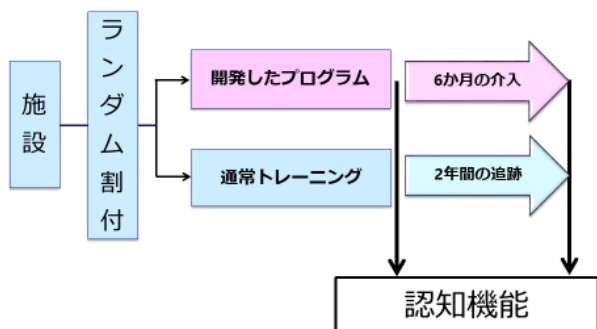 施設
ランダム割付
開発したプログラム
6か月の介入
通常トレーニング
2年間の追跡
認知機能